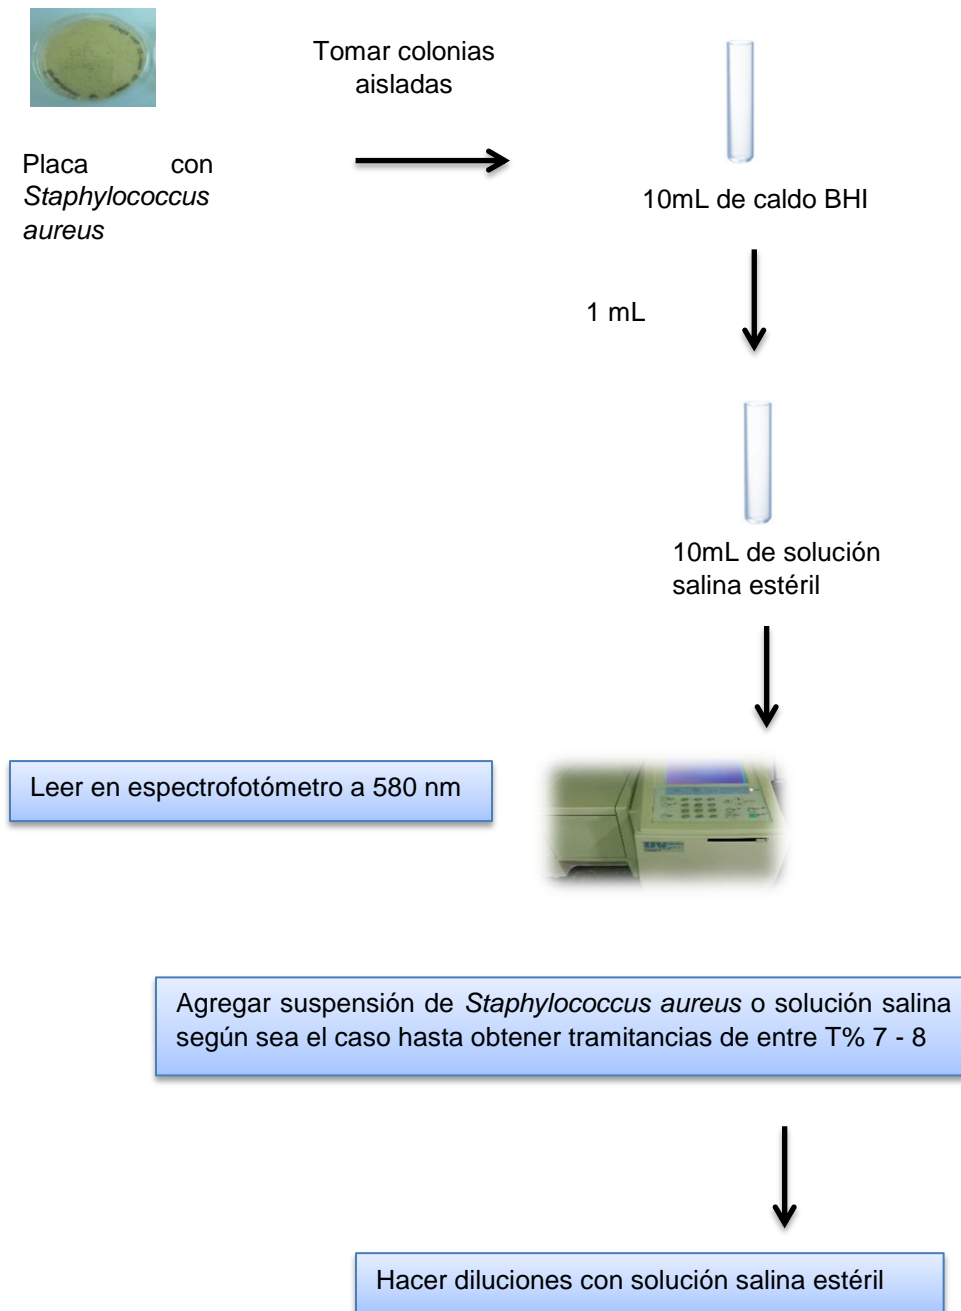 Tomar colonias
aisladas
Placa con
Staphylococcus
aureus
10mL de caldo BHI
1 mL
10mL de solución
salina estéril
Leer en espectrofotómetro a 580 nm
UV
Agregar suspensión de Staphylococcus aureus o solución salina
según sea el caso hasta obtener tramitancias de entre T% 7 - 8
Hacer diluciones con solución salina estéril